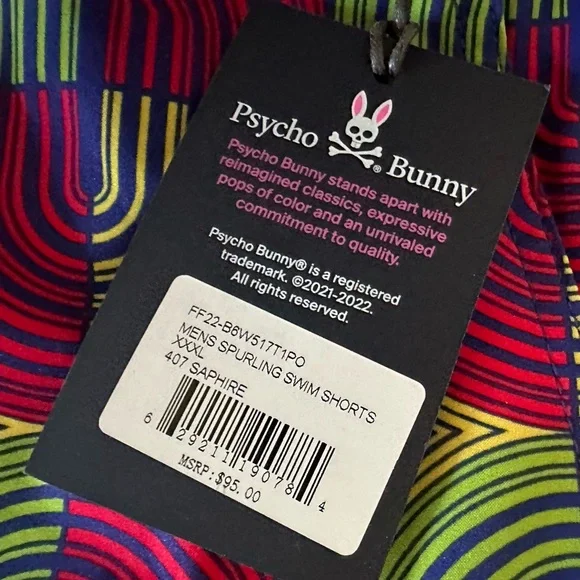 Psycho Bunny
Psycho Bunny stands apart with
reimagined classics, expressive
pops of color and an unrivaled
commitment to quality.
Psycho Bunny® is a registered
trademark. ©2021-2022.
All rights reserved.
FF22-B6W517T1PO
MENS SPURLING SWIM SHORTS
XXXL
407 SAPHIRE
6 29211 19078 4
MSRP:$95.00